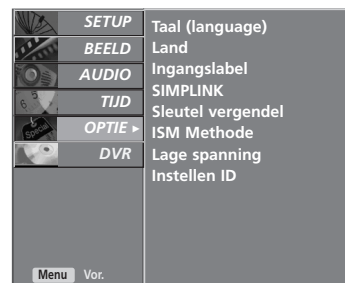 SETUP
BEELD
AUDIO
TIJD
OPTIE ►
DVR
Taal (language)
Land
Ingangslabel
SIMPLINK
Sleutel vergendel
ISM Methode
Lage spanning
Instellen ID
Menu Vor.